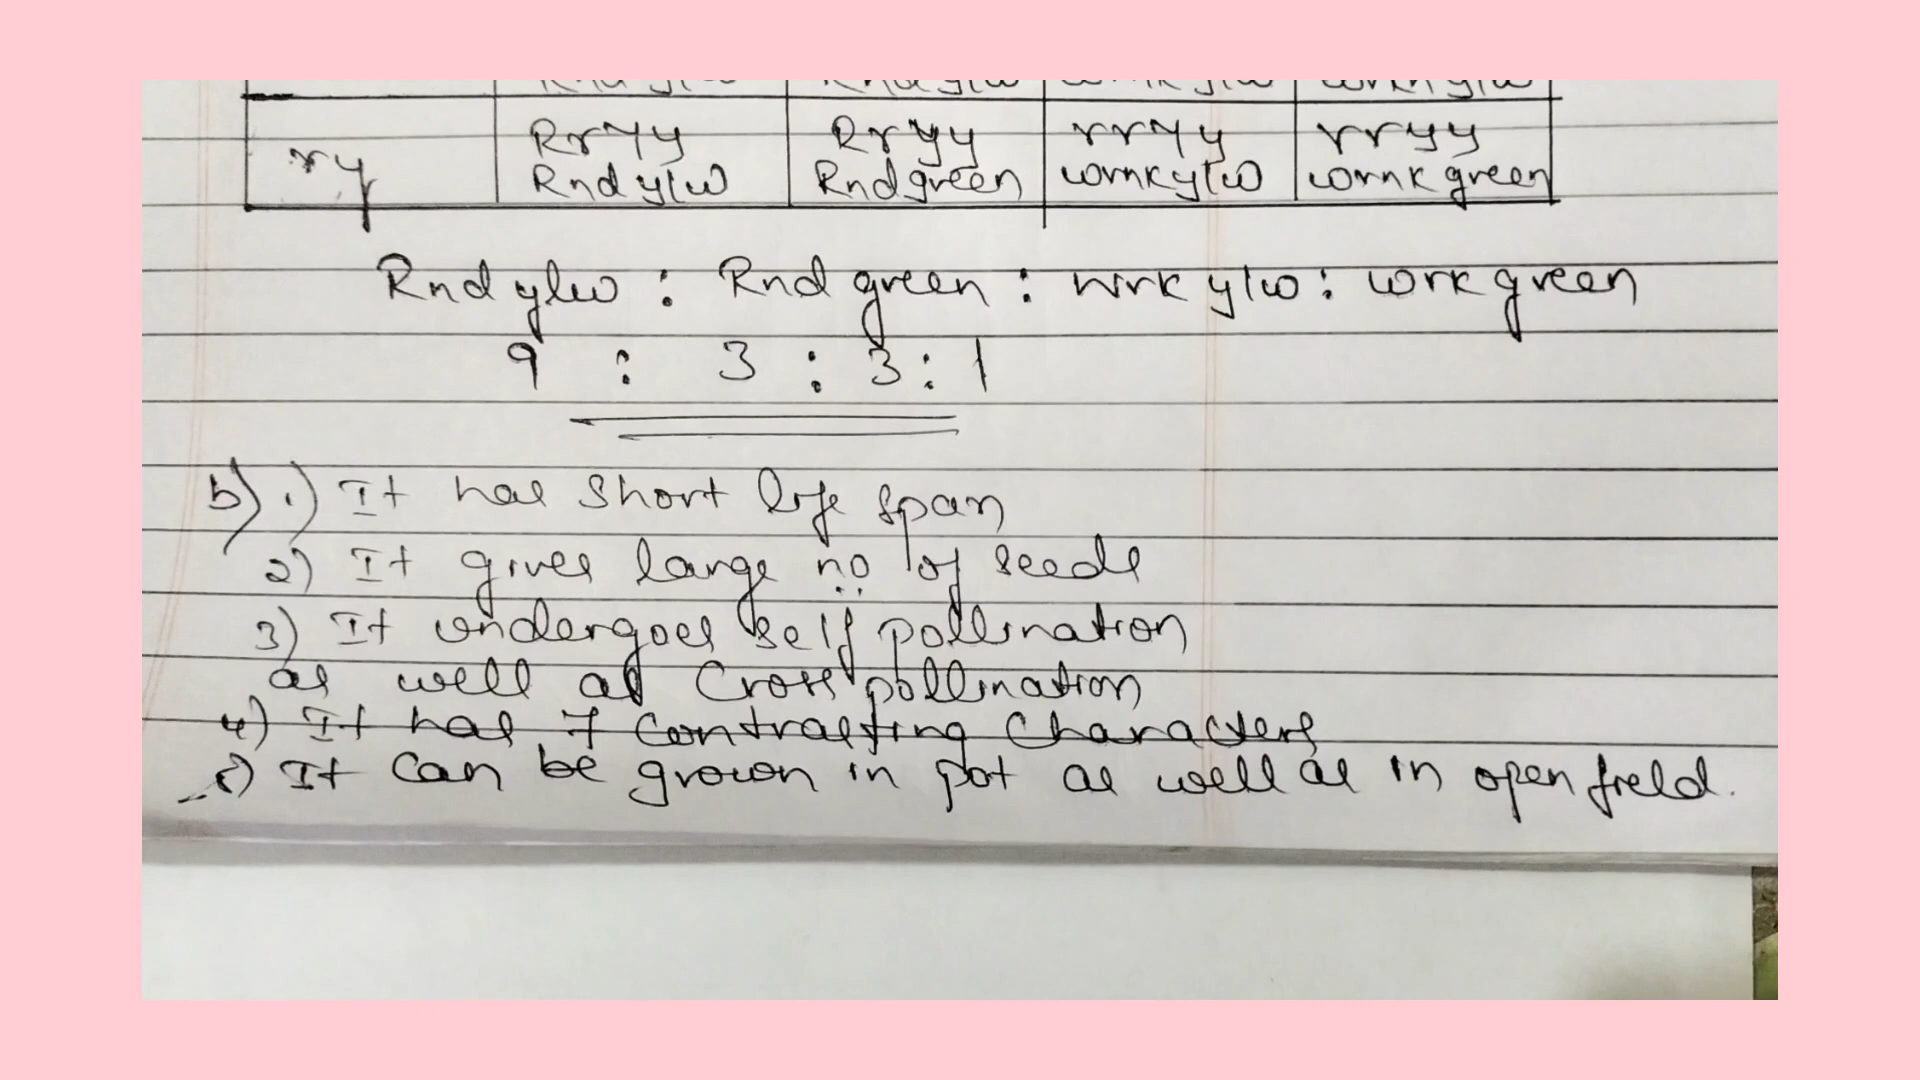 RrYy Rryy rrYy rryy
ry
Rnd ylw Rnd green wrnk ylw wrnk green
Rnd ylw : Rnd green : wrk ylw : wrk green
9 : 3 : 3 : 1
b) 1) It has short life span
2) It gives large no of seeds
3) It undergoes self pollination
as well as Cross pollination
4) It has 7 Contrasting Characters
5) It Can be grown in pot as well as in open field.